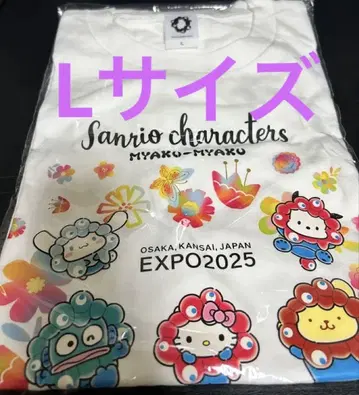 L
Lサイズ
Sanrio characters
MYAKU-MYAKU
OSAKA, KANSAI, JAPAN
EXPO2025